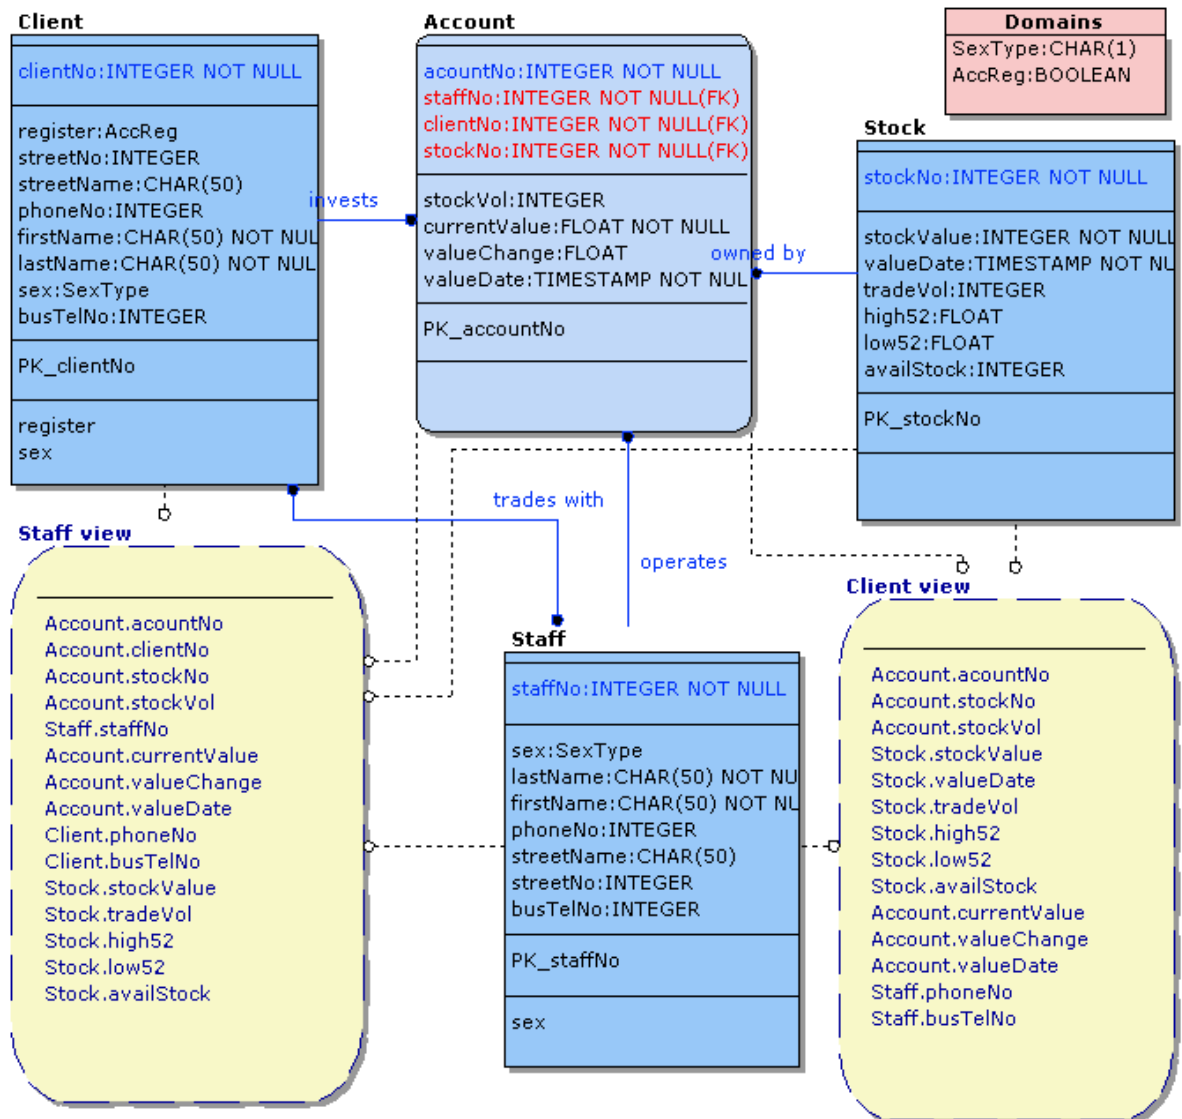 Client
clientNo:INTEGER NOT NULL
register:AccReg
streetNo:INTEGER
streetName:CHAR(50)
phoneNo:INTEGER
firstName:CHAR(50) NOT NUL
lastName:CHAR(50) NOT NUL
sex:SexType
busTelNo:INTEGER
PK_clientNo
register
sex
invests
Account
acountNo:INTEGER NOT NULL
staffNo:INTEGER NOT NULL(FK)
clientNo:INTEGER NOT NULL(FK)
stockNo:INTEGER NOT NULL(FK)
stockVol:INTEGER
currentValue:FLOAT NOT NULL
valueChange:FLOAT
valueDate:TIMESTAMP NOT NUL
PK_accountNo
owned by
Domains
SexType:CHAR(1)
AccReg:BOOLEAN
Stock
stockNo:INTEGER NOT NULL
stockValue:INTEGER NOT NULL
valueDate:TIMESTAMP NOT NU
tradeVol:INTEGER
high52:FLOAT
low52:FLOAT
availStock:INTEGER
PK_stockNo
trades with
operates
Staff view
Account.acountNo
Account.clientNo
Account.stockNo
Account.stockVol
Staff.staffNo
Account.currentValue
Account.valueChange
Account.valueDate
Client.phoneNo
Client.busTelNo
Stock.stockValue
Stock.tradeVol
Stock.high52
Stock.low52
Stock.availStock
Staff
staffNo:INTEGER NOT NULL
sex:SexType
lastName:CHAR(50) NOT NU
firstName:CHAR(50) NOT NU
phoneNo:INTEGER
streetName:CHAR(50)
streetNo:INTEGER
busTelNo:INTEGER
PK_staffNo
sex
Client view
Account.acountNo
Account.stockNo
Account.stockVol
Stock.stockValue
Stock.valueDate
Stock.tradeVol
Stock.high52
Stock.low52
Stock.availStock
Account.currentValue
Account.valueChange
Account.valueDate
Staff.phoneNo
Staff.busTelNo